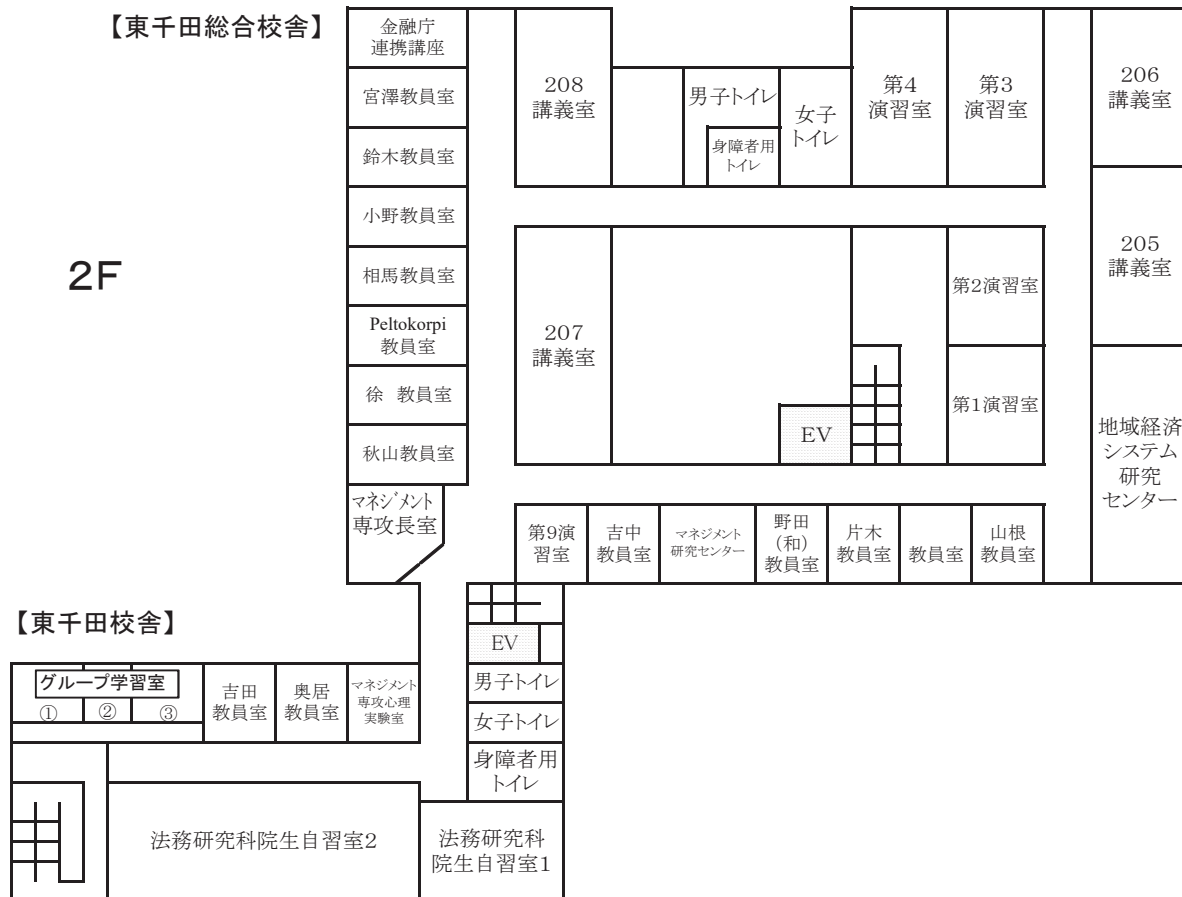 【東千田総合校舎】
2F
金融庁
連携講座
宮澤教員室
鈴木教員室
小野教員室
相馬教員室
Peltokorpi
教員室
徐 教員室
秋山教員室
マネジメント
専攻長室
208
講義室
男子トイレ
身障者用
トイレ
女子
トイレ
第4
演習室
第3
演習室
206
講義室
205
講義室
207
講義室
EV
第2演習室
第1演習室
地域経済
システム
研究
センター
第9演
習室
吉中
教員室
マネジメント
研究センター
野田
(和)
教員室
片木
教員室
教員室
山根
教員室
【東千田校舎】
グループ学習室
①
②
③
吉田
教員室
奥居
教員室
マネジメント
専攻心理
実験室
EV
男子トイレ
女子トイレ
身障者用
トイレ
法務研究科院生自習室2
法務研究科
院生自習室1